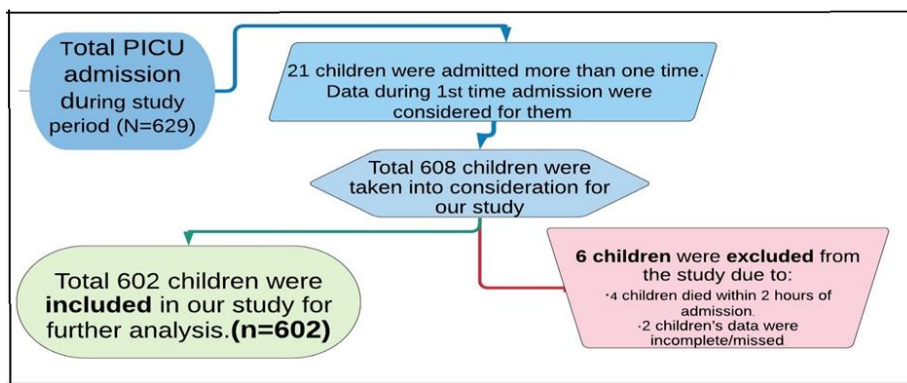 Total PICU
admission
during study
period (N=629)
21 children were admitted more than one time.
Data during 1st time admission were
considered for them
Total 608 children were
taken into consideration for
our study
Total 602 children were
included in our study for
further analysis.(n=602)
6 children were excluded from
the study due to:
·4 children died within 2 hours of
admission.
·2 children's data were
incomplete/missed